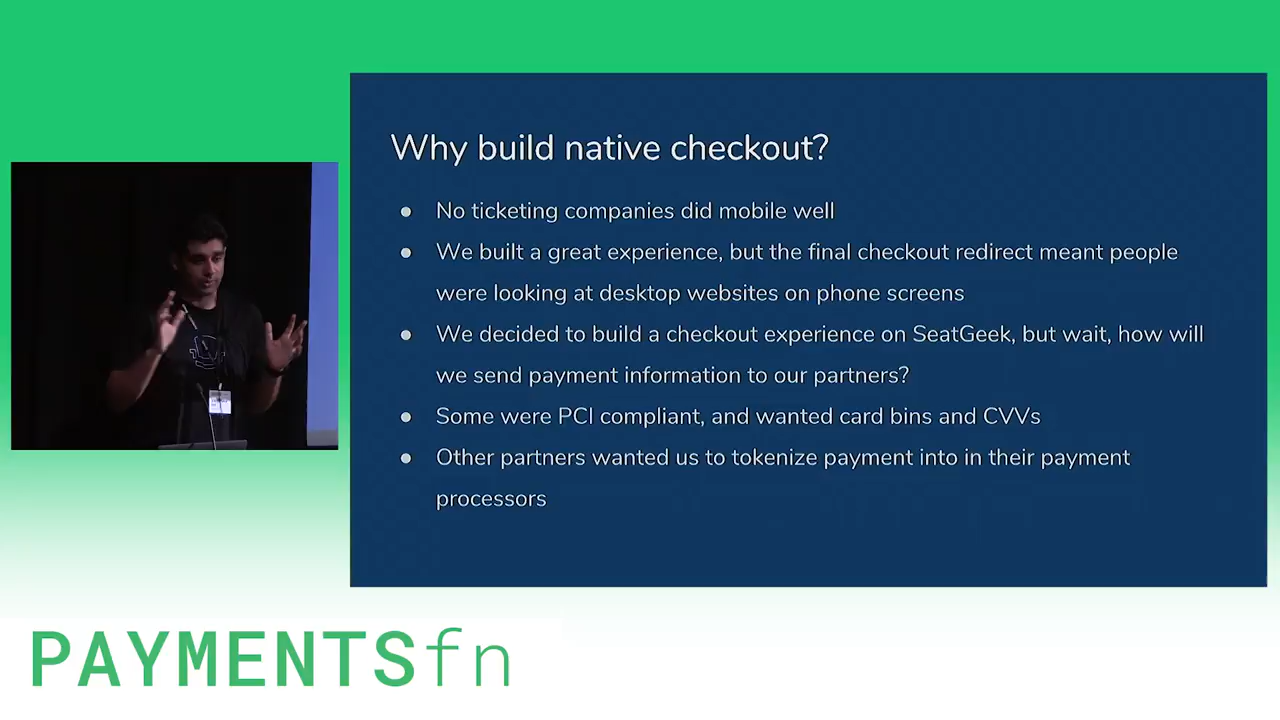 Why build native checkout?
● No ticketing companies did mobile well
● We built a great experience, but the final checkout redirect meant people
were looking at desktop websites on phone screens
● We decided to build a checkout experience on SeatGeek, but wait, how will
we send payment information to our partners?
● Some were PCI compliant, and wanted card bins and CVVs
● Other partners wanted us to tokenize payment into in their payment
processors
PAYMENTSfn